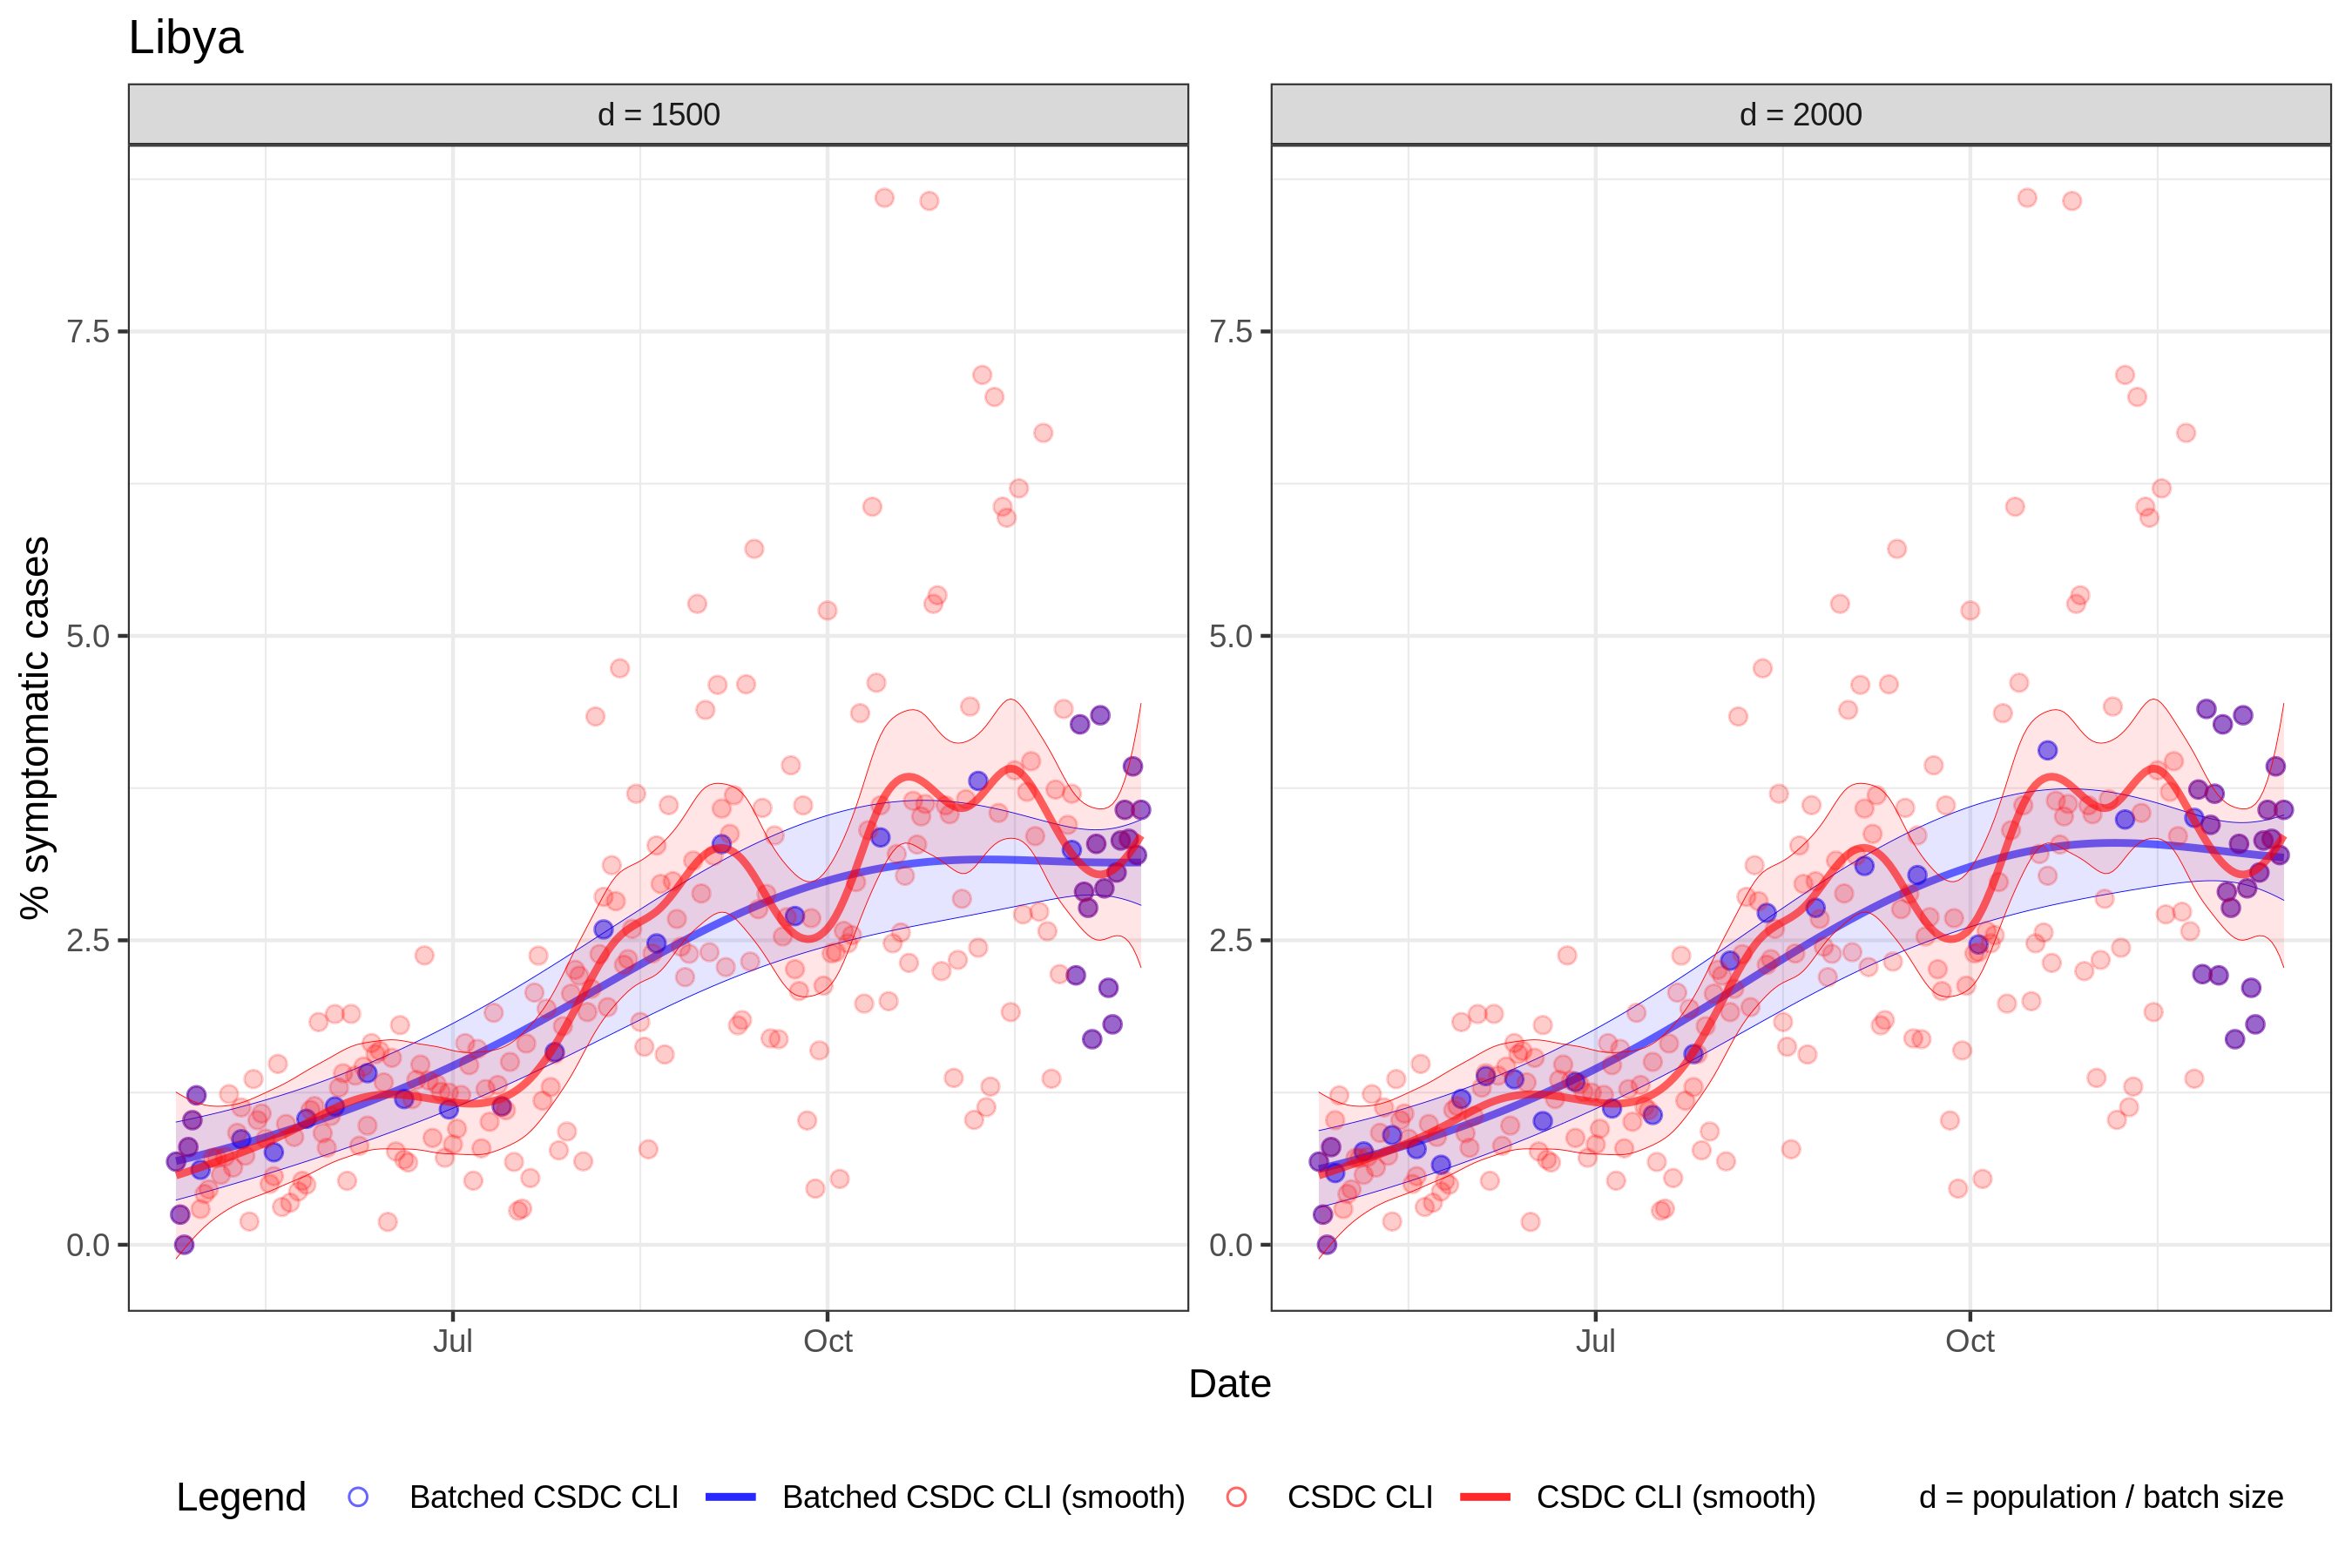 Libya
d = 1500
d = 2000
% symptomatic cases
7.5
5.0
2.5
0.0
7.5
5.0
2.5
0.0
Jul Oct
Jul Oct
Date
Legend Batched CSDC CLI Batched CSDC CLI (smooth) CSDC CLI CSDC CLI (smooth) d = population / batch size